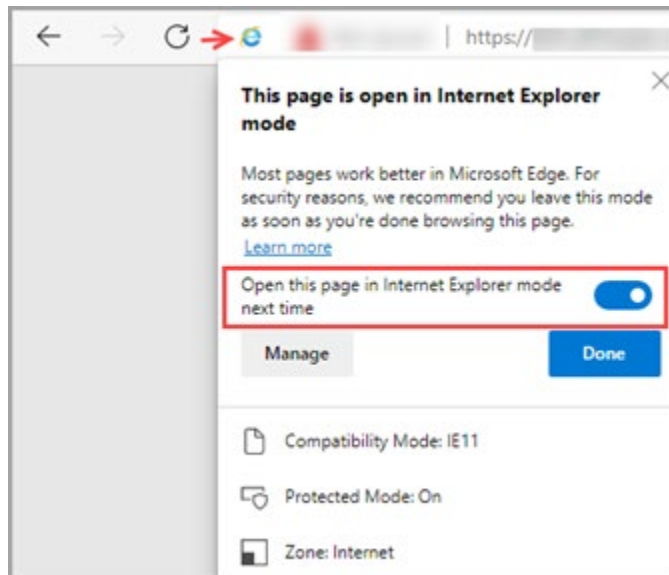 https://
This page is open in Internet Explorer
mode
Most pages work better in Microsoft Edge. For
security reasons, we recommend you leave this mode
as soon as you're done browsing this page.
Learn more
Open this page in Internet Explorer mode
next time
Manage
Done
Compatibility Mode: IE11
Protected Mode: On
Zone: Internet